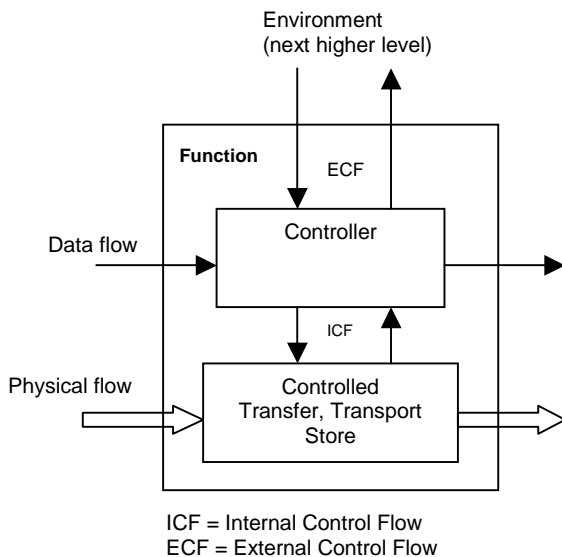 Environment
(next higher level)
Function
ECF
Controller
Data flow
ICF
Physical flow
Controlled
Transfer, Transport
Store
ICF = Internal Control Flow
ECF = External Control Flow